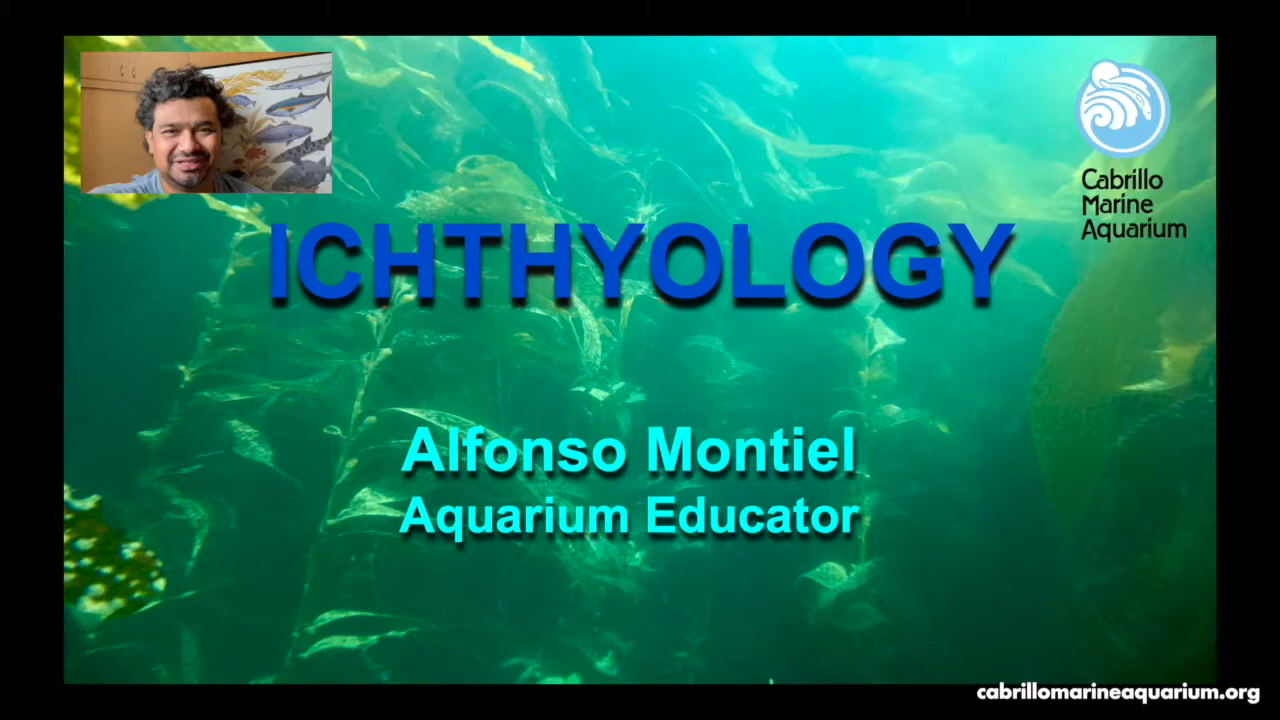 Cabrillo
Marine
Aquarium
ICHTHYOLOGY
Alfonso Montiel
Aquarium Educator
cabrillomarineaquarium.org